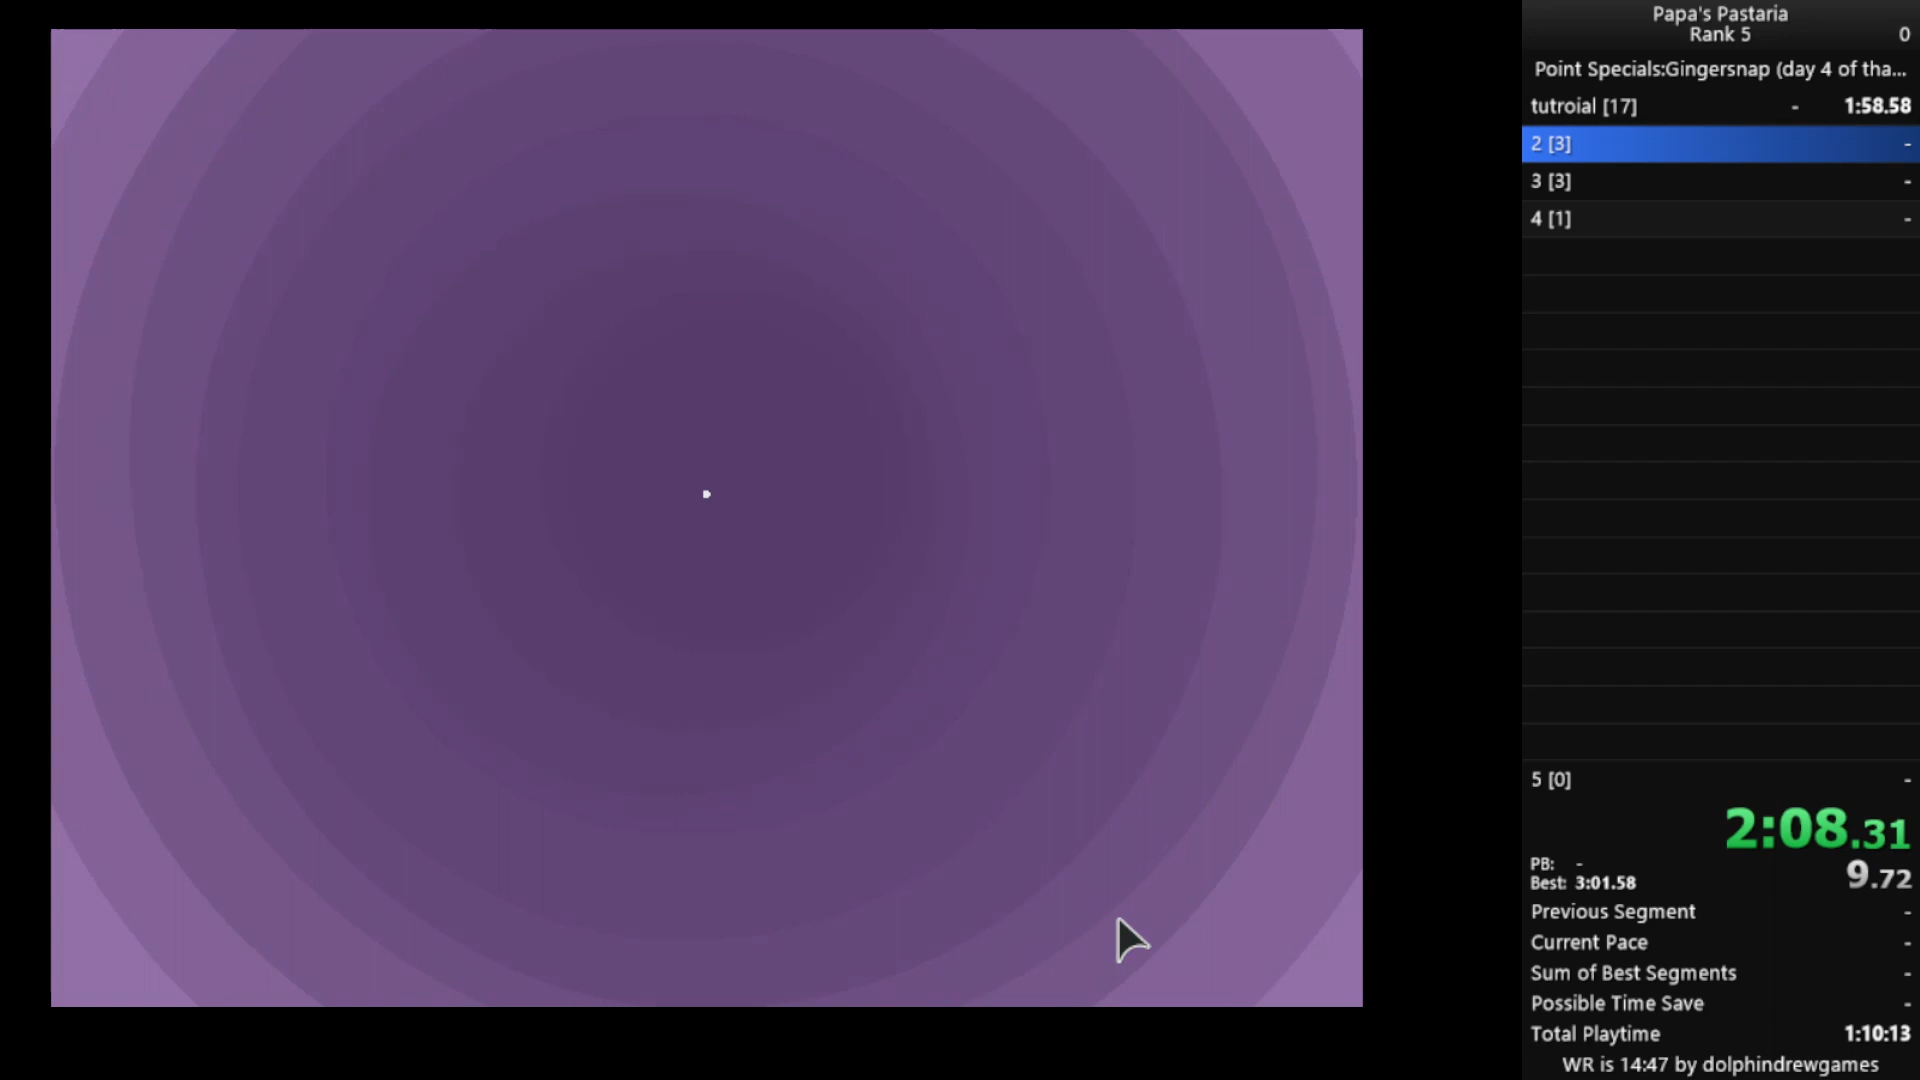 Papa's Pastaria
Rank 5 0
Point Specials:Gingersnap (day 4 of tha...
tutroial [17] - 1:58.58
2 [3] -
3 [3] -
4 [1] -
5 [0] -
2:08.31
PB: -
9.72
Best: 3:01.58
Previous Segment -
Current Pace -
Sum of Best Segments -
Possible Time Save -
Total Playtime 1:10:13
WR is 14:47 by dolphindrewgames